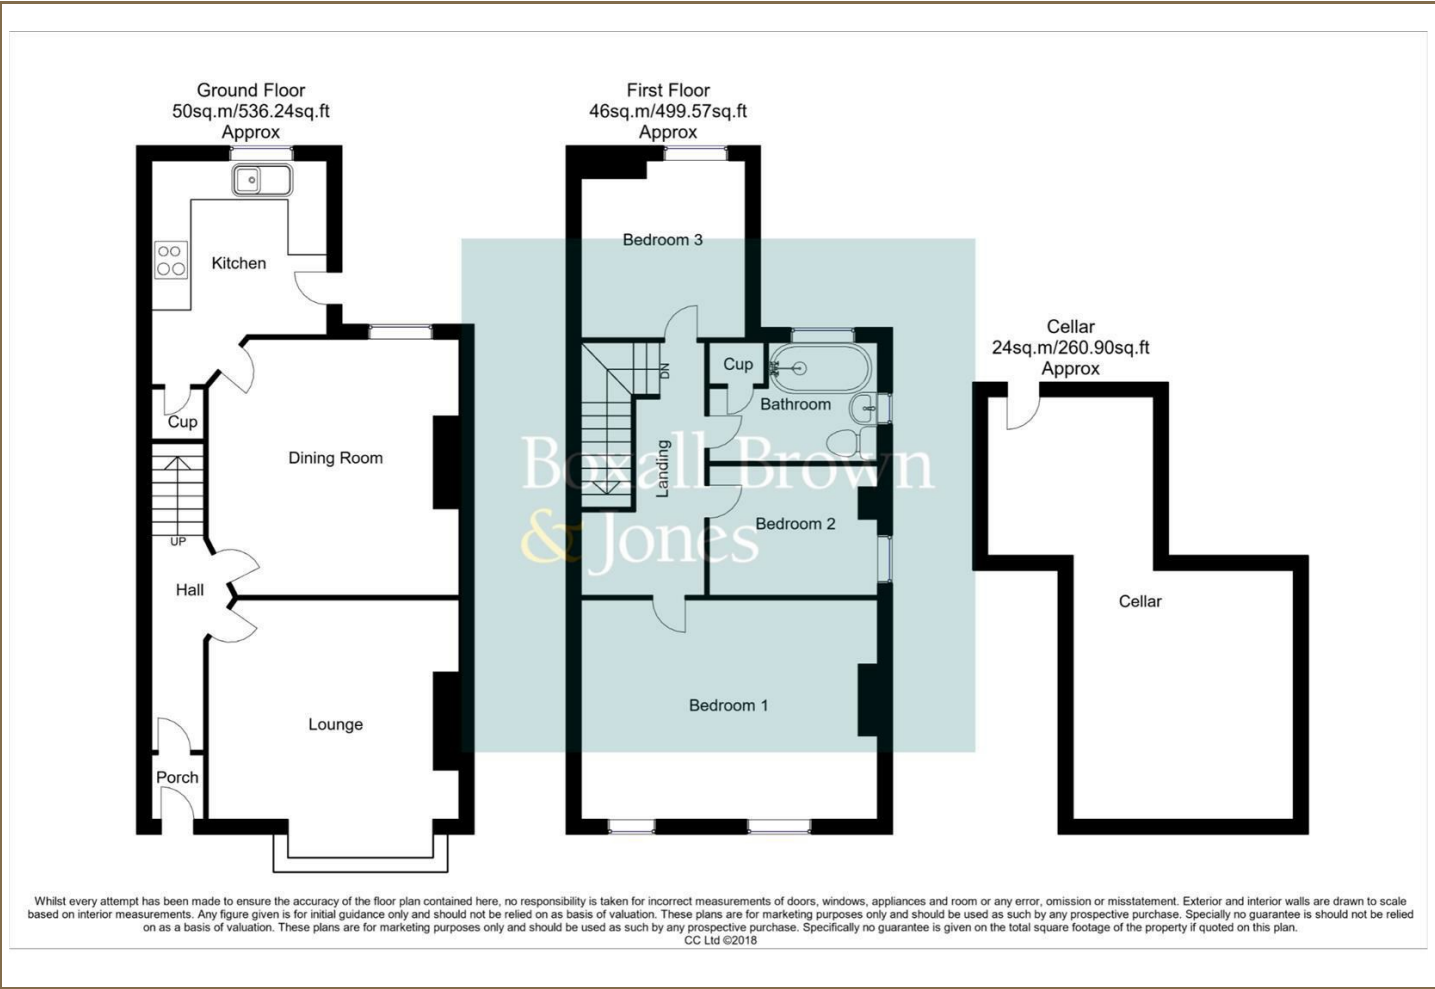 Ground Floor
50sq.m/536.24sq.ft
Approx
Kitchen
Cup
Dining Room
UP
Hall
Lounge
Porch
First Floor
46sq.m/499.57sq.ft
Approx
Bedroom 3
DN
Cup
Bathroom
Landing
Bedroom 2
Bedroom 1
Boxall Brown
& Jones
Cellar
24sq.m/260.90sq.ft
Approx
Cellar
Whilst every attempt has been made to ensure the accuracy of the floor plan contained here, no responsibility is taken for incorrect measurements of doors, windows, appliances and room or any error, omission or misstatement. Exterior and interior walls are drawn to scale
based on interior measurements. Any figure given is for initial guidance only and should not be relied on as basis of valuation. These plans are for marketing purposes only and should be used as such by any prospective purchase. Specially no guarantee is should not be relied
on as a basis of valuation. These plans are for marketing purposes only and should be used as such by any prospective purchase. Specifically no guarantee is given on the total square footage of the property if quoted on this plan.
CC Ltd ©2018